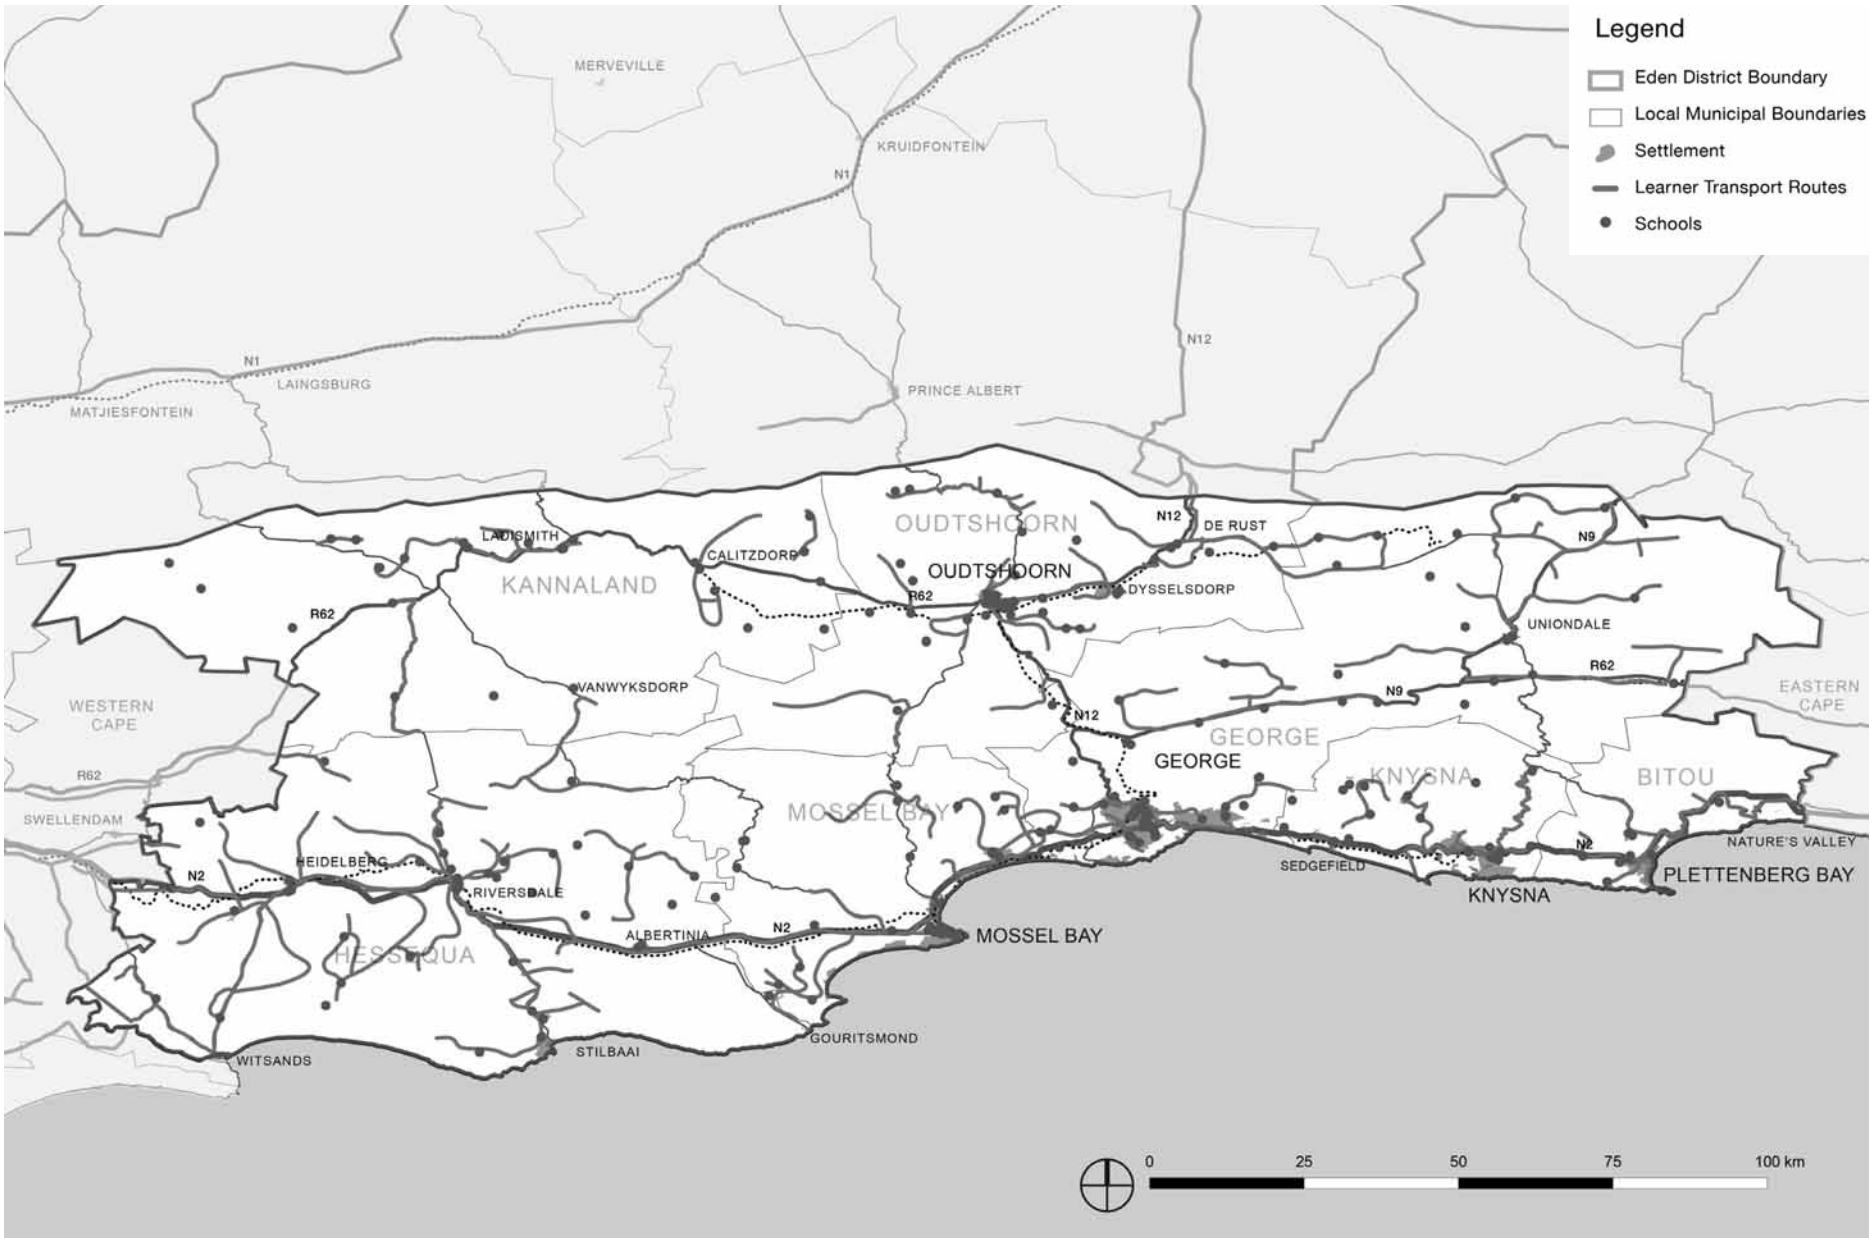 Legend
Eden District Boundary
Local Municipal Boundaries
Settlement
Learner Transport Routes
Schools
MERVEVILLE
KRUIDFONTEIN
N1
N12
N1
LAINGSBURG
MATJIESFONTEIN
PRINCE ALBERT
OUDTSHOORN
N12
DE RUST
LADISMITH
N9
CALITZDORP
OUDTSHOORN
KANNALAND
R62
DYSSELSDORP
R62
UNIONDALE
R62
VANWYKSDORP
N9
WESTERN
CAPE
EASTERN
CAPE
N12
GEORGE
GEORGE
KNYSNA
BITOU
R62
MOSSEL BAY
SWELLENDAM
NATURE'S VALLEY
N2
HEIDELBERG
SEDGEFIELD
N2
PLETTENBERG BAY
RIVERSDALE
KNYSNA
N2
ALBERTINIA
MOSSEL BAY
HESSEQUA
GOURITSMOND
STILBAAI
WITSANDS
0
25
50
75
100 km